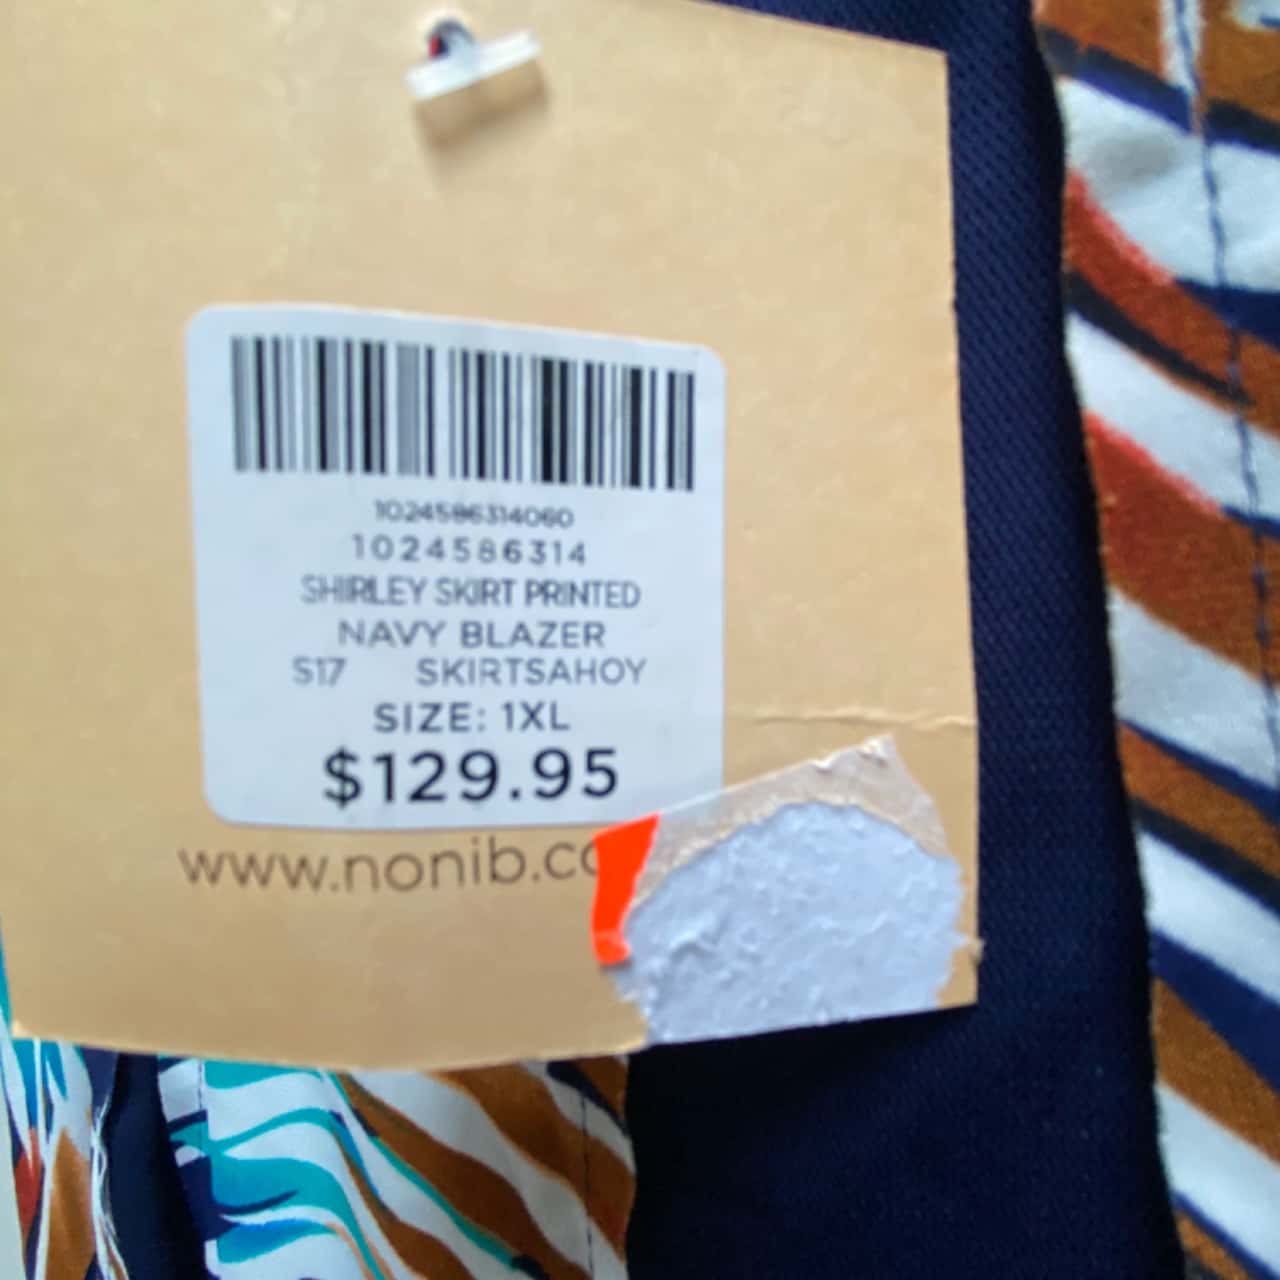 1024586314060
1024586314
SHIRLEY SKIRT PRINTED
NAVY BLAZER
S17 SKIRTSAHOY
SIZE: 1XL
$129.95
www.nonib.co